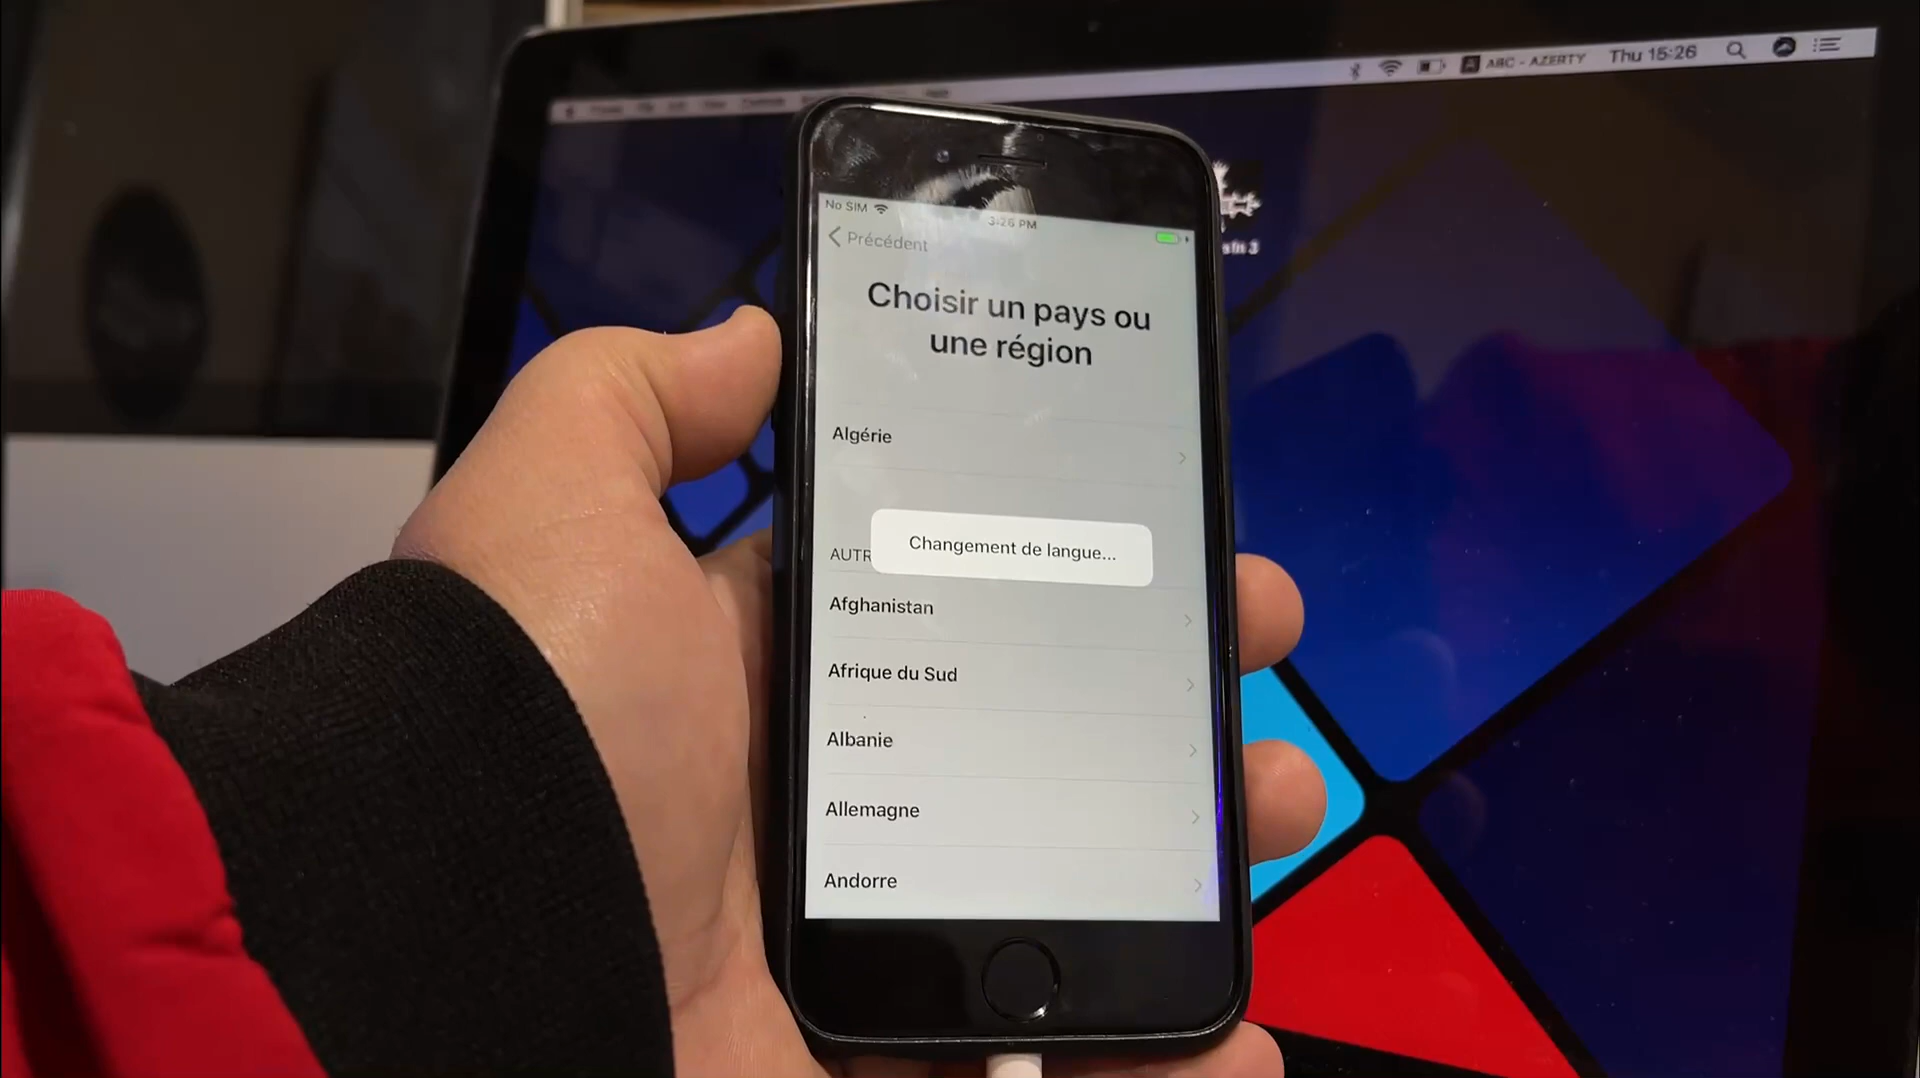 ABC - AZERTY Thu 15:26
No SIM 3:26 PM
Précédent
Choisir un pays ou
une région
Algérie
Changement de langue...
AUTR
Afghanistan
Afrique du Sud
Albanie
Allemagne
Andorre